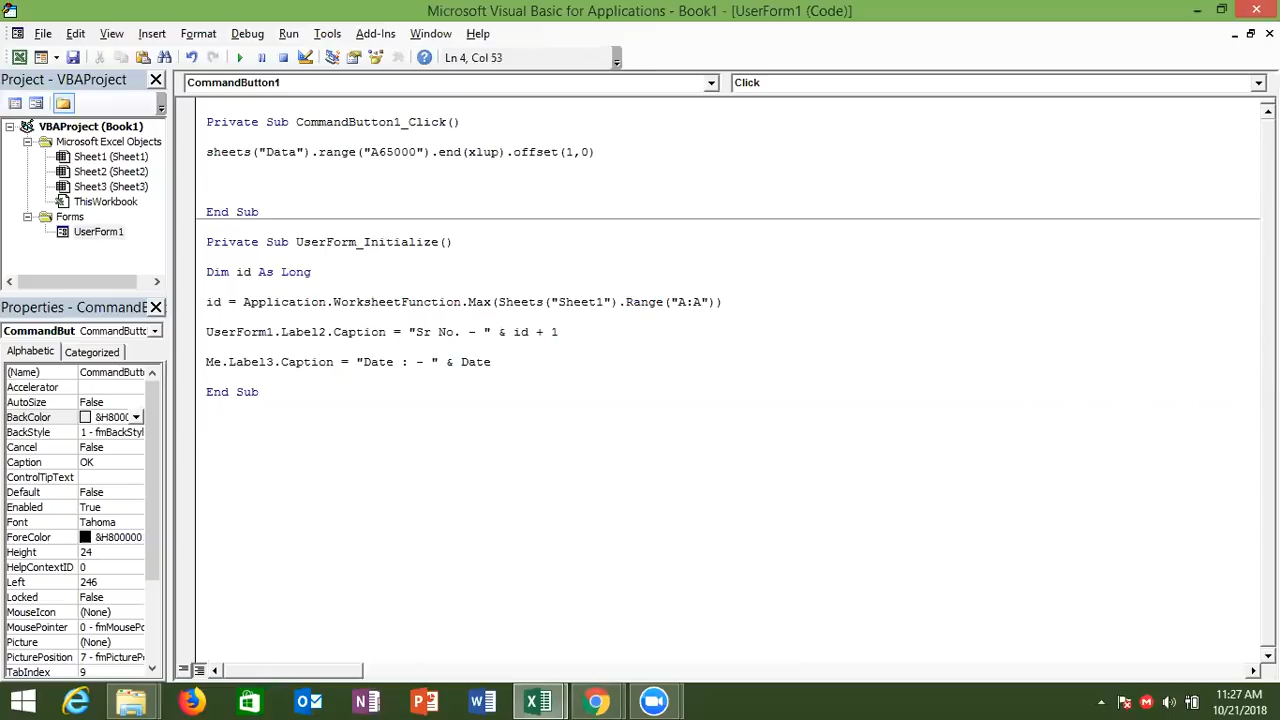 Microsoft Visual Basic for Applications - Book1 - [UserForm1 (Code)]
File Edit View Insert Format Debug Run Tools Add-Ins Window Help
Ln 4, Col 53
Project - VBAProject
CommandButton1 Click
VBAProject (Book1)
Microsoft Excel Objects
Sheet1 (Sheet1)
Sheet2 (Sheet2)
Sheet3 (Sheet3)
ThisWorkbook
Forms
UserForm1
Private Sub CommandButton1_Click()
sheets("Data").range("A65000").end(xlup).offset(1,0)
End Sub
Private Sub UserForm_Initialize()
Dim id As Long
id = Application.WorksheetFunction.Max(Sheets("Sheet1").Range("A:A"))
UserForm1.Label2.Caption = "Sr No. - " & id + 1
Me.Label3.Caption = "Date : - " & Date
End Sub
Properties - CommandB
CommandBut CommandButton1
Alphabetic Categorized
(Name) CommandButt
Accelerator
AutoSize False
BackColor &H800
BackStyle 1 - fmBackStyl
Cancel False
Caption OK
ControlTipText
Default False
Enabled True
Font Tahoma
ForeColor &H800000
Height 24
HelpContextID 0
Left 246
Locked False
MouseIcon (None)
MousePointer 0 - fmMousePo
Picture (None)
PicturePosition 7 - fmPictureP
TabIndex 9
11:27 AM
10/21/2018